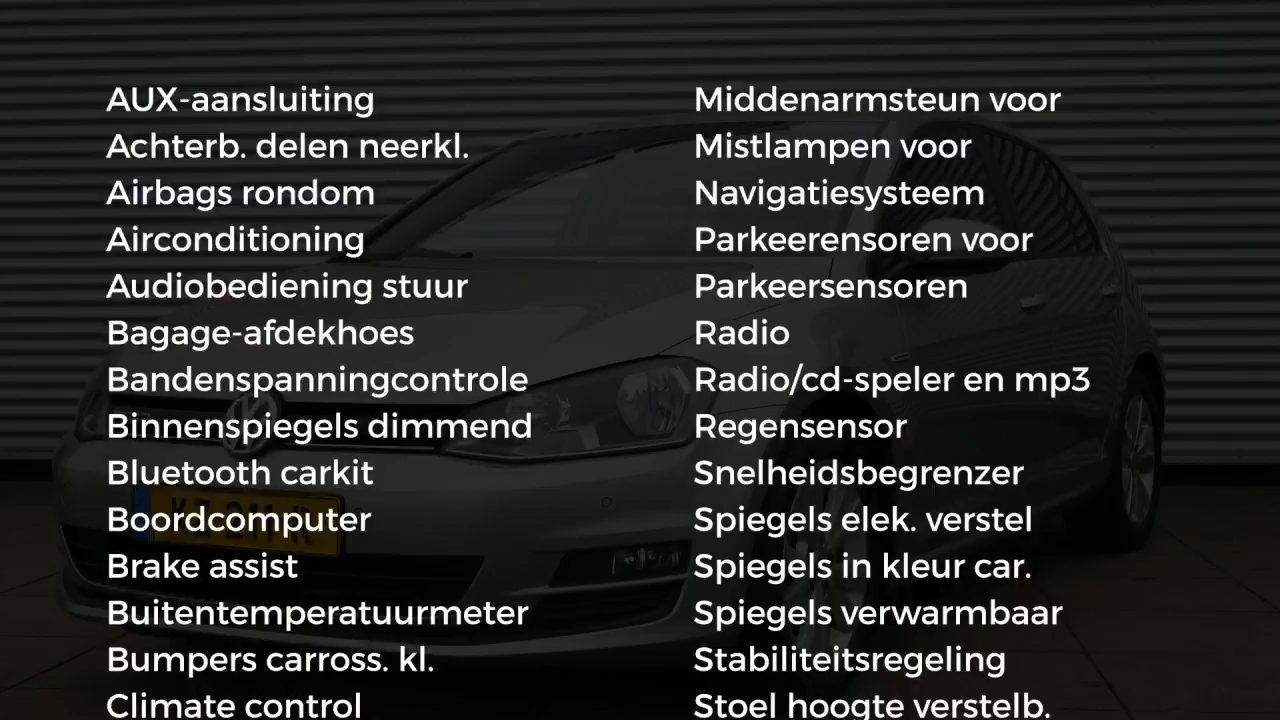 AUX-aansluiting
Achterb. delen neerkl.
Airbags rondom
Airconditioning
Audiobediening stuur
Bagage-afdekhoes
Bandenspanningcontrole
Binnenspiegels dimmend
Bluetooth carkit
Boordcomputer
Brake assist
Buitentemperatuurmeter
Bumpers carross. kl.
Climate control
Middenarmsteun voor
Mistlampen voor
Navigatiesysteem
Parkeerensoren voor
Parkeersensoren
Radio
Radio/cd-speler en mp3
Regensensor
Snelheidsbegrenzer
Spiegels elek. verstel
Spiegels in kleur car.
Spiegels verwarmbaar
Stabiliteitsregeling
Stoel hoogte verstelb.